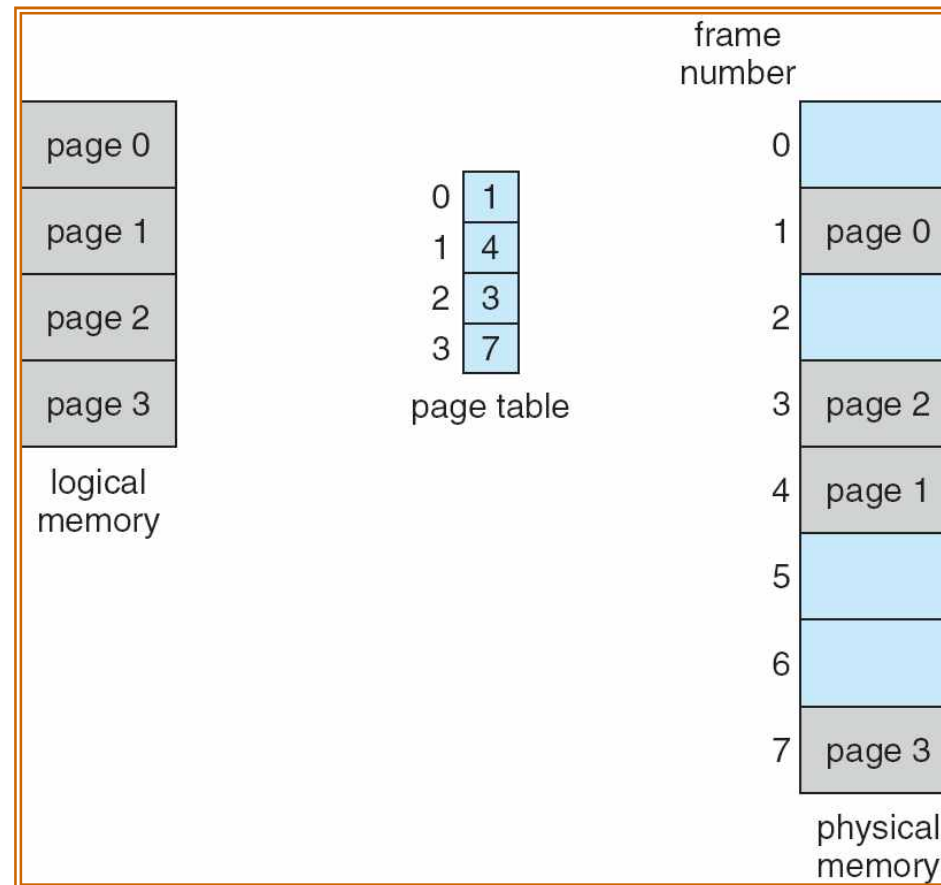 page 0
page 1
page 2
page 3
logical
memory
0 1
1 4
2 3
3 7
page table
frame
number
0
1 page 0
2
3 page 2
4 page 1
5
6
7 page 3
physical
memory